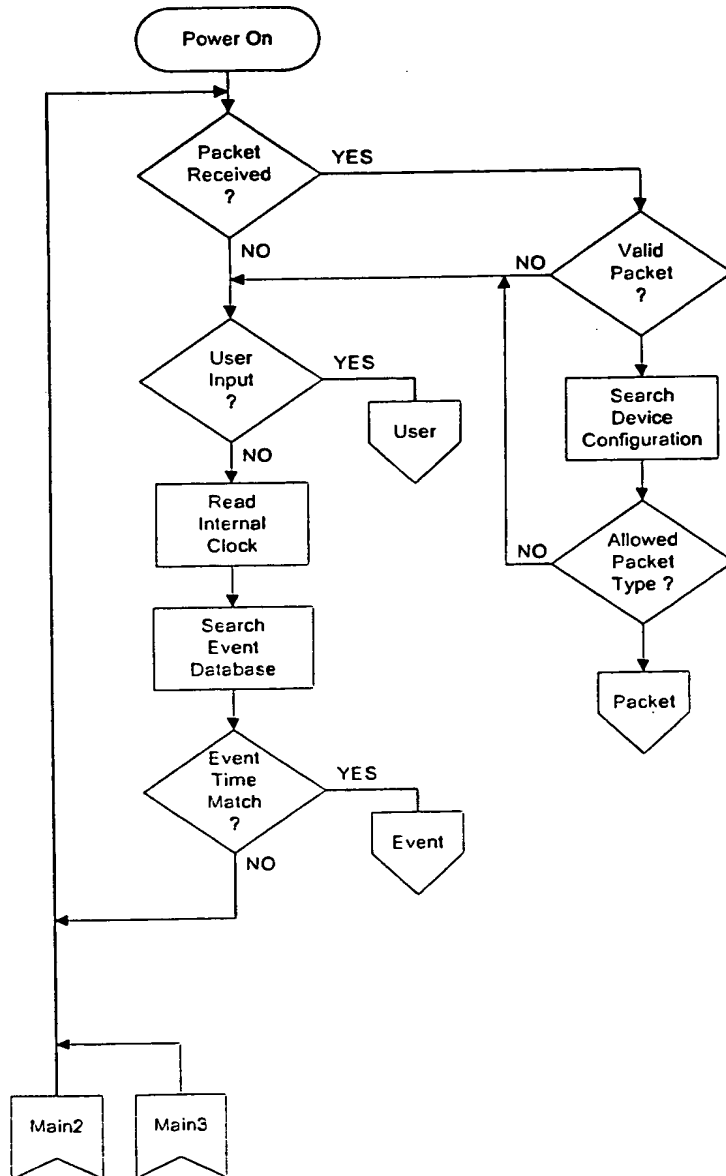 Power On
Packet
Received
?
YES
NO
Valid
Packet
?
NO
User
Input
?
YES
User
NO
Search
Device
Configuration
Read
Internal
Clock
Allowed
Packet
Type ?
NO
Search
Event
Database
Packet
Event
Time
Match
?
YES
Event
NO
Main2
Main3